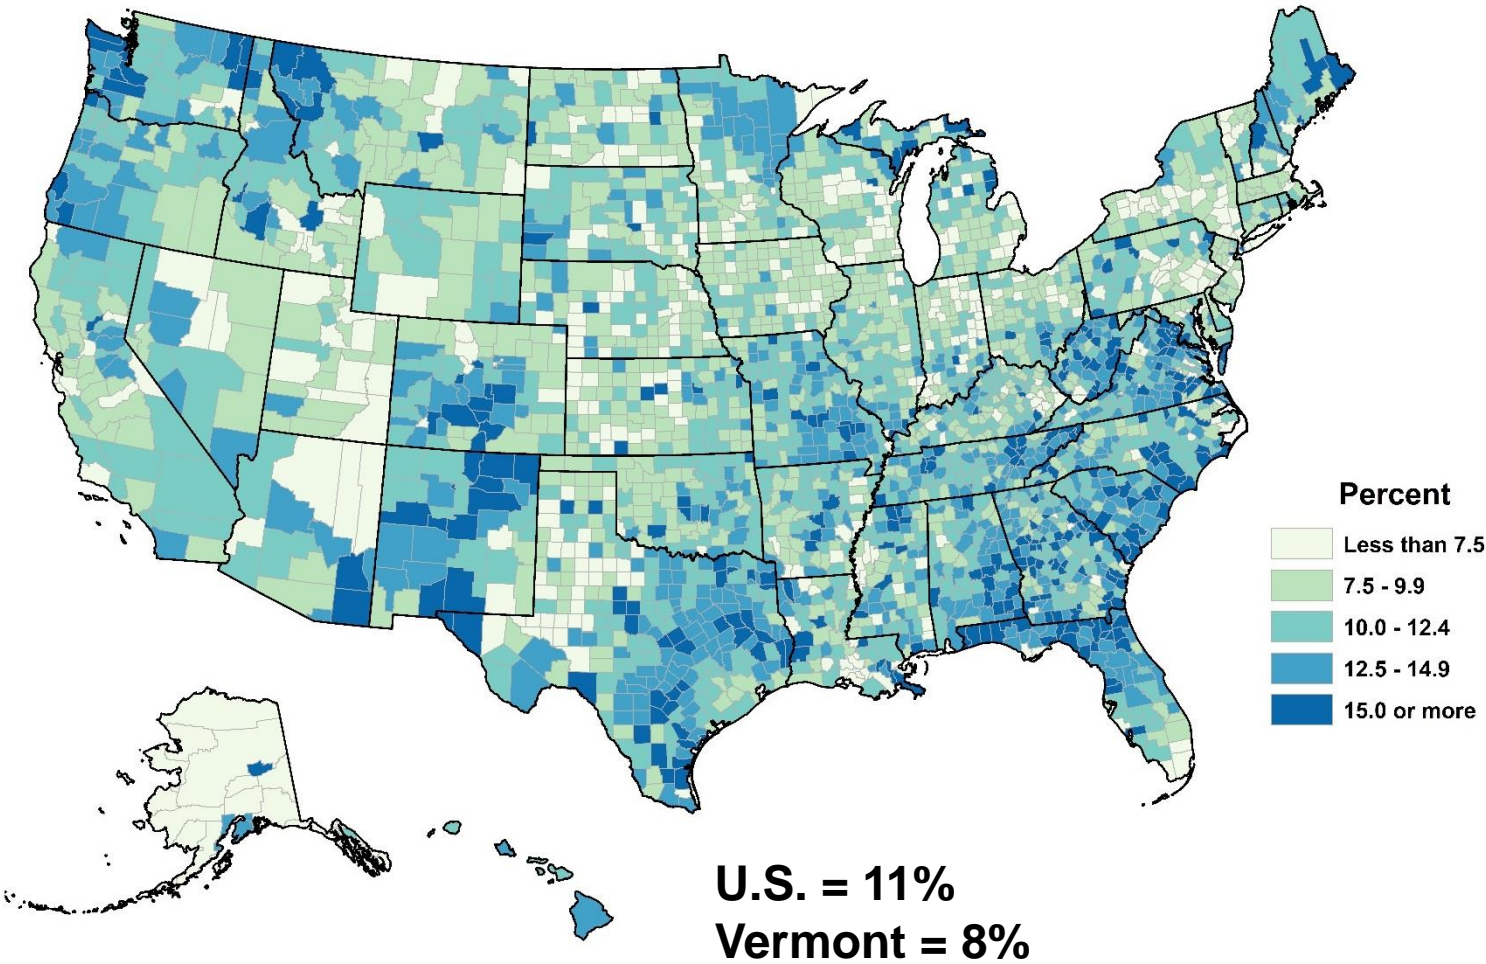 Percent
Less than 7.5
7.5 - 9.9
10.0 - 12.4
12.5 - 14.9
15.0 or more
U.S. = 11%
Vermont = 8%